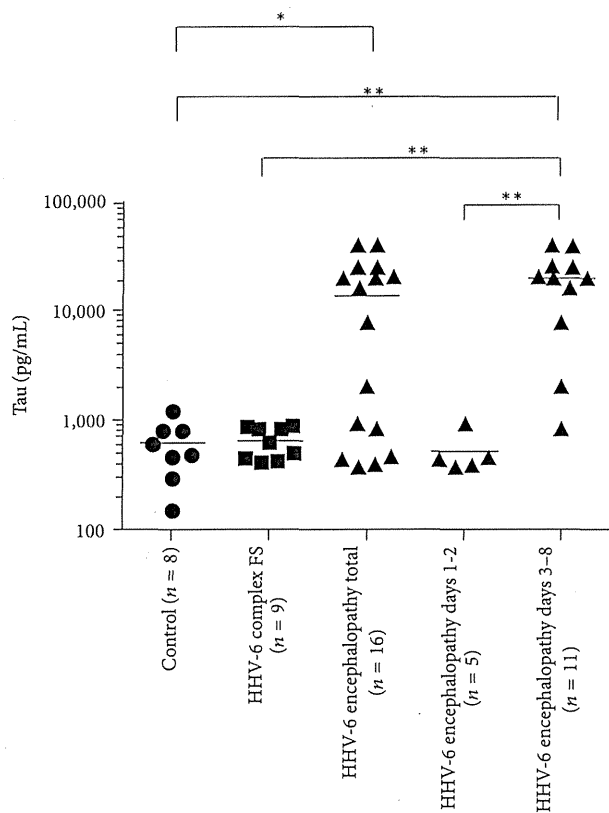 *
**
**
**
100,000
10,000
1,000
100
Tau (pg/mL)
Control (n = 8)
HHV-6 complex FS
(n = 9)
HHV-6 encephalopathy total
(n = 16)
HHV-6 encephalopathy days 1-2
(n = 5)
HHV-6 encephalopathy days 3–8
(n = 11)